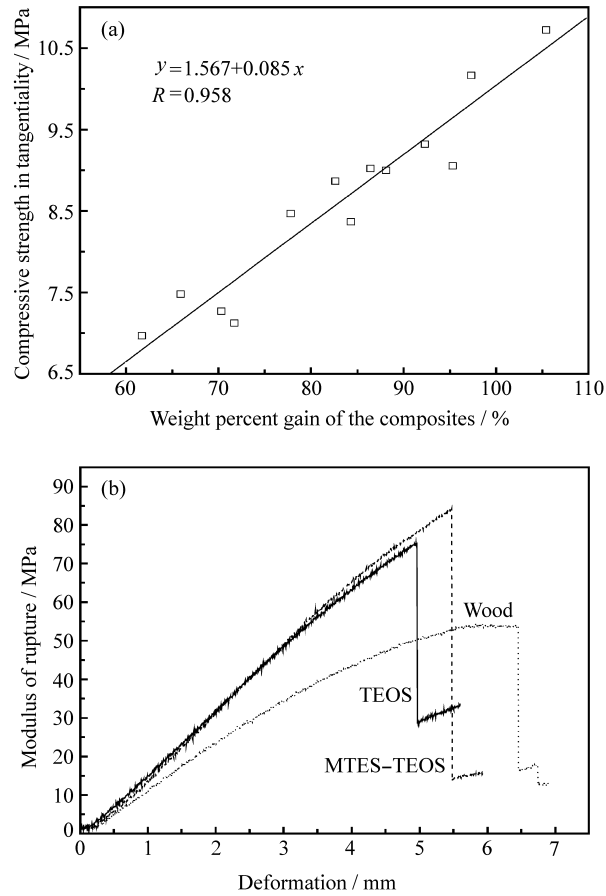 (a)
y=1.567+0.085 x
R=0.958
Compressive strength in tangentiality / MPa
10.5
9.5
8.5
7.5
6.5
60 70 80 90 100 110
Weight percent gain of the composites / %
(b)
Modulus of rupture / MPa
90
80
70
60
50
40
30
20
10
0
Wood
TEOS
MTES-TEOS
0 1 2 3 4 5 6 7
Deformation / mm